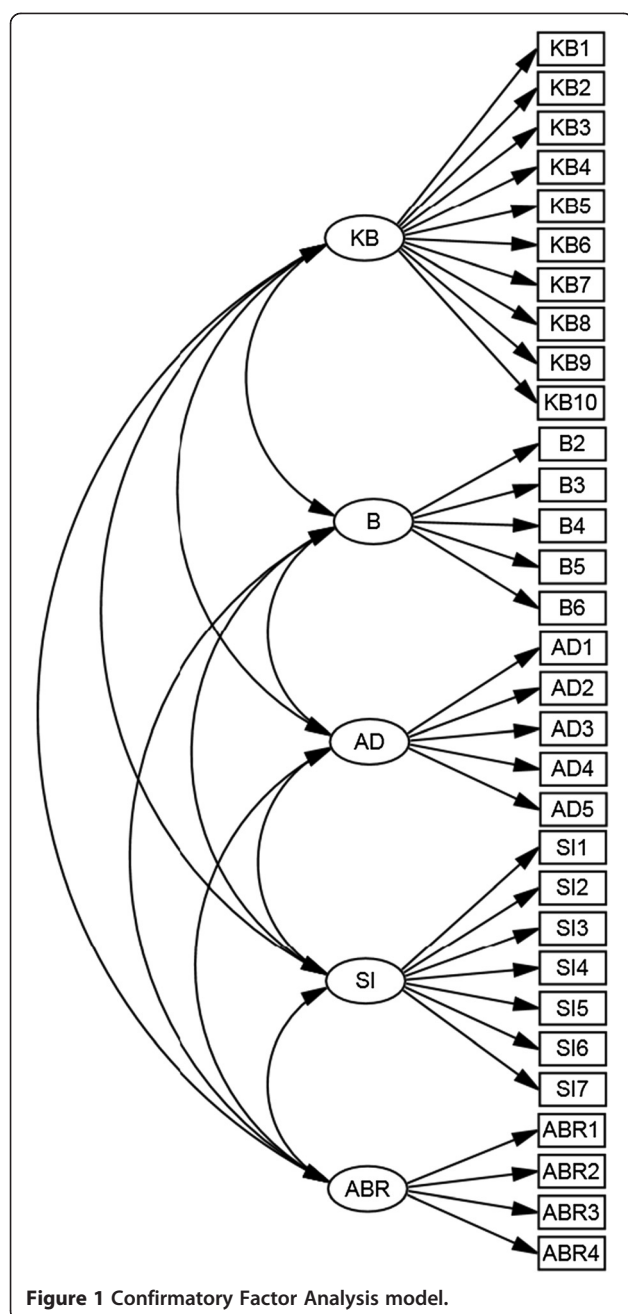 KB1
KB2
KB3
KB4
KB5
KB
KB6
KB7
KB8
KB9
KB10
B2
B3
B
B4
B5
B6
AD1
AD2
AD3
AD
AD4
AD5
SI1
SI2
SI3
SI4
SI
SI5
SI6
SI7
ABR1
ABR2
ABR
ABR3
ABR4
Figure 1 Confirmatory Factor Analysis model.